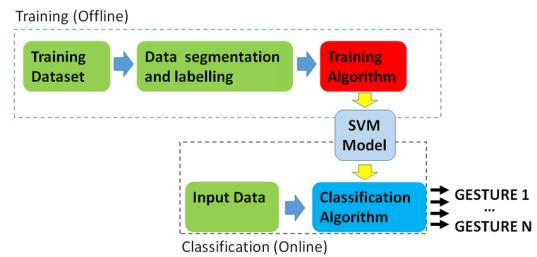 Training (Offline)
Training
Dataset
Data segmentation
and labelling
Training
Algorithm
SVM
Model
Input Data
Classification
Algorithm
GESTURE 1
...
GESTURE N
Classification (Online)